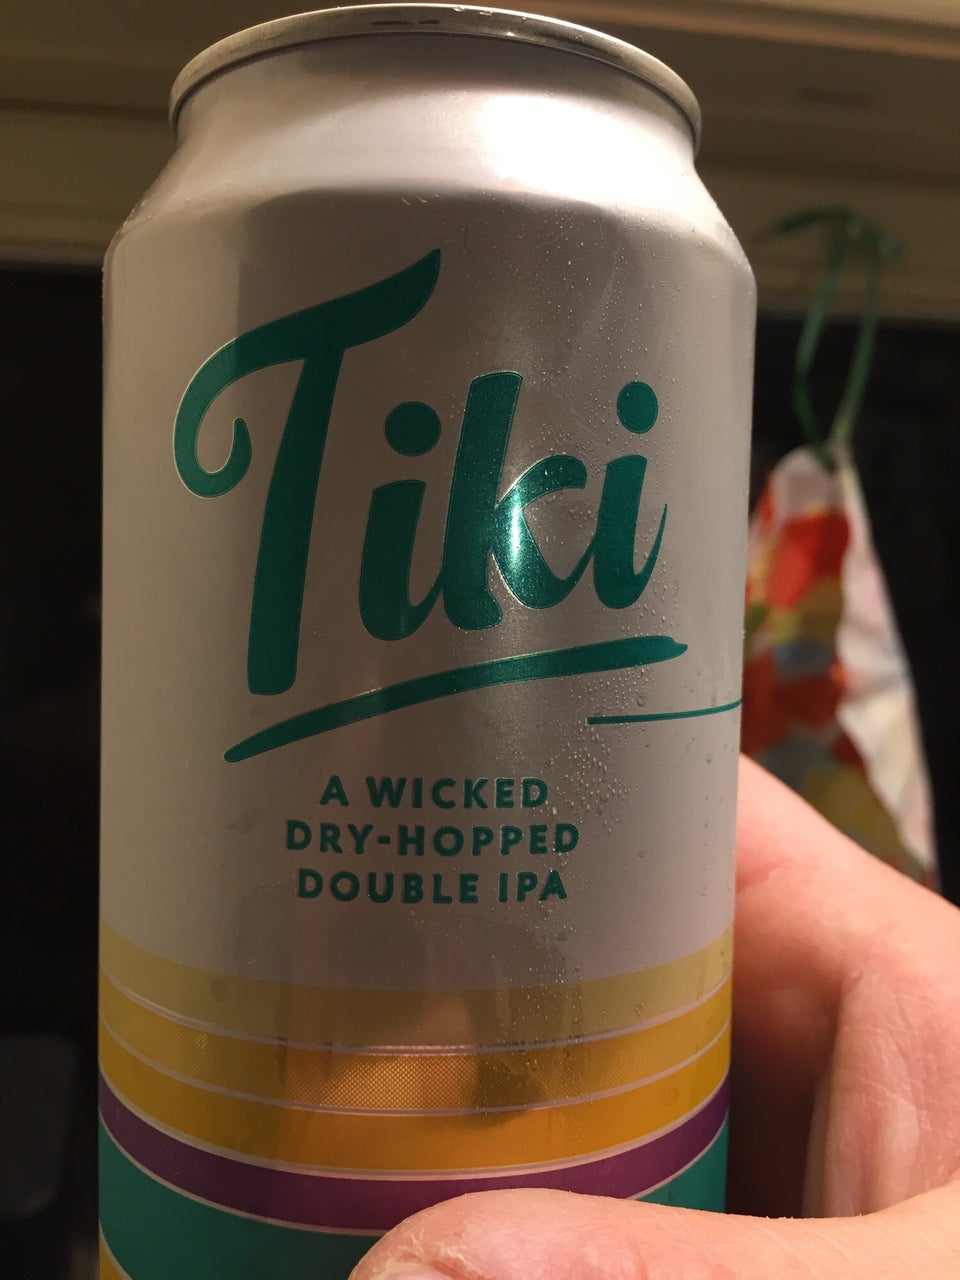 Tiki
A WICKED
DRY-HOPPED
DOUBLE IPA